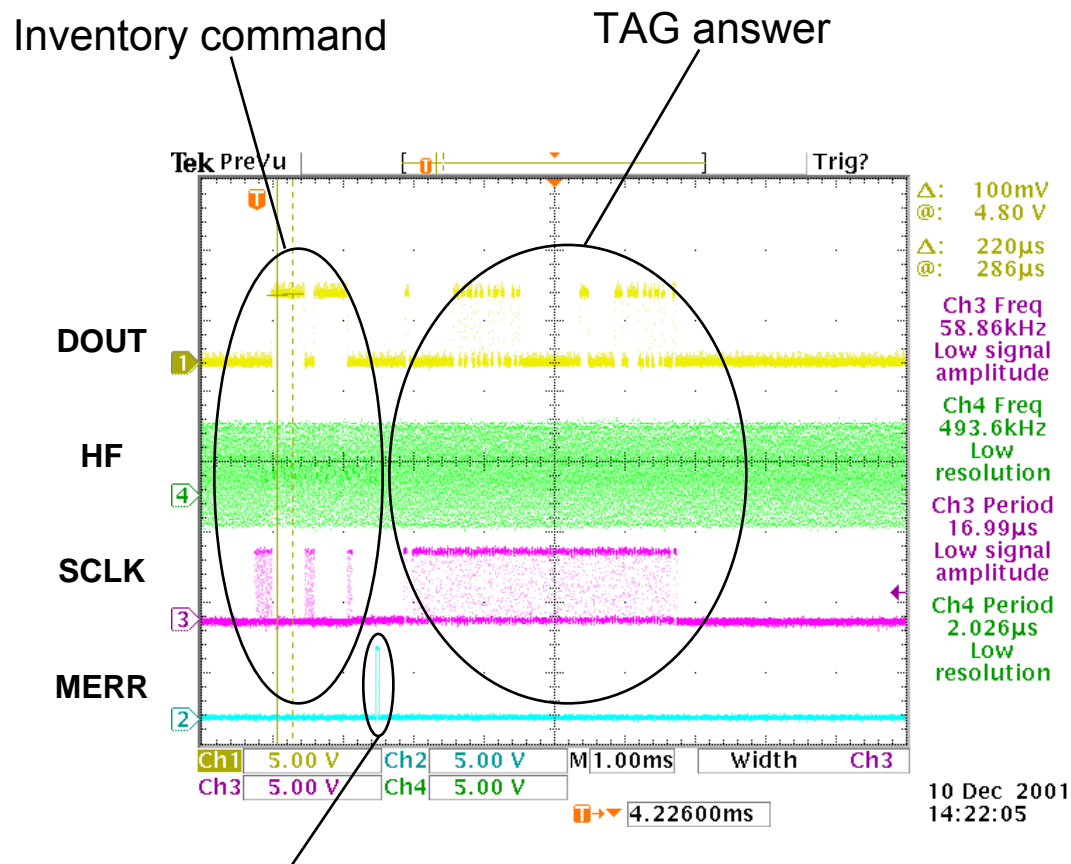 Inventory command
TAG answer
Tek PreVu
[
T
]
Trig?
T
Δ: 100mV
@: 4.80 V
Δ: 220µs
@: 286µs
DOUT
1
Ch3 Freq
58.86kHz
Low signal
amplitude
HF
4
Ch4 Freq
493.6kHz
Low
resolution
SCLK
3
Ch3 Period
16.99µs
Low signal
amplitude
MERR
2
Ch4 Period
2.026µs
Low
resolution
Ch1 5.00 V Ch2 5.00 V M 1.00ms Width Ch3
Ch3 5.00 V Ch4 5.00 V
T→▼ 4.22600ms
10 Dec 2001
14:22:05